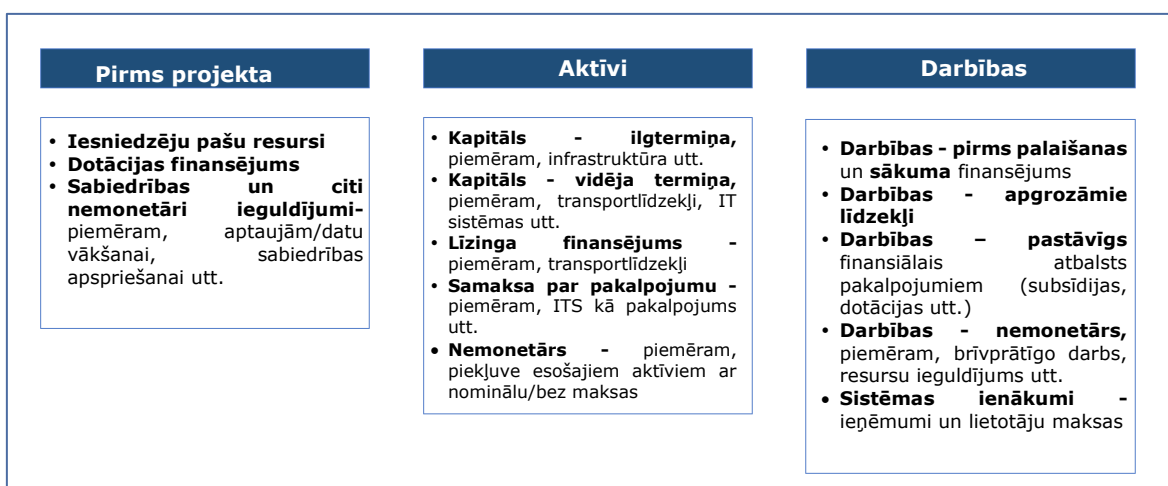 Pirms projekta
• Iesniedzēju pašu resursi
• Dotācijas finansējums
• Sabiedrības un citi
nemonetāri ieguldījumi-
piemēram, aptaujām/datu
vākšanai, sabiedrības
apspriešanai utt.
Aktīvi
• Kapitāls - ilgtermiņa,
piemēram, infrastruktūra utt.
• Kapitāls - vidēja termiņa,
piemēram, transportlīdzekļi, IT
sistēmas utt.
• Līzinga finansējums -
piemēram, transportlīdzekļi
• Samaksa par pakalpojumu -
piemēram, ITS kā pakalpojums
utt.
• Nemonetārs - piemēram,
piekļuve esošajiem aktīviem ar
nominālu/bez maksas
Darbības
• Darbības - pirms palaišanas
un sākuma finansējums
• Darbības - apgrozāmie
līdzekļi
• Darbības – pastāvīgs
finansiālais atbalsts
pakalpojumiem (subsīdijas,
dotācijas utt.)
• Darbības - nemonetārs,
piemēram, brīvprātīgo darbs,
resursu ieguldījums utt.
• Sistēmas ienākumi -
ieņēmumi un lietotāju maksas